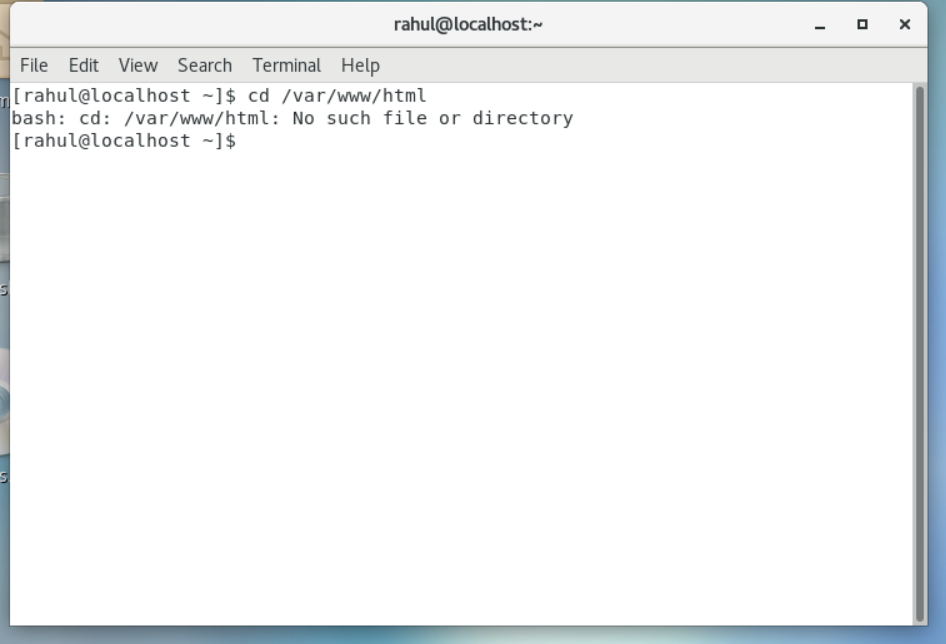 rahul@localhost:~
File Edit View Search Terminal Help
[rahul@localhost ~]$ cd /var/www/html
bash: cd: /var/www/html: No such file or directory
[rahul@localhost ~]$